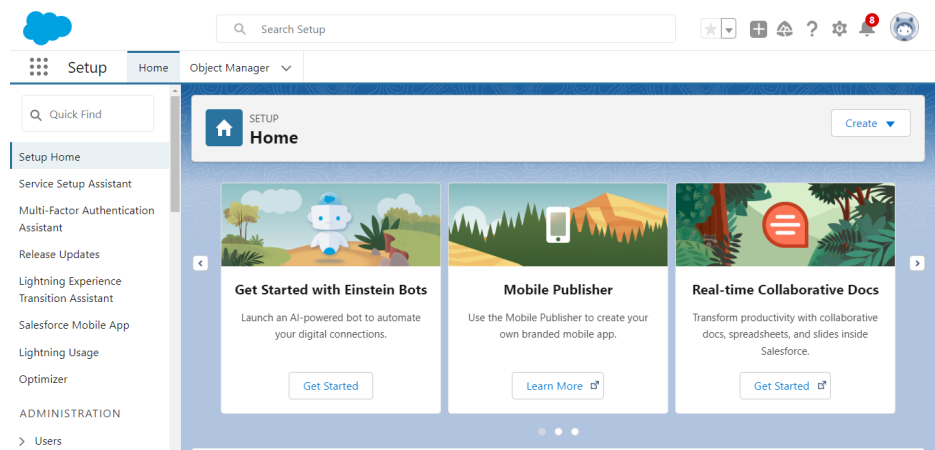 Search Setup
8
Setup
Home
Object Manager
Quick Find
Setup Home
Service Setup Assistant
Multi-Factor Authentication
Assistant
Release Updates
Lightning Experience
Transition Assistant
Salesforce Mobile App
Lightning Usage
Optimizer
ADMINISTRATION
Users
SETUP
Home
Create
Get Started with Einstein Bots
Launch an AI-powered bot to automate
your digital connections.
Get Started
Mobile Publisher
Use the Mobile Publisher to create your
own branded mobile app.
Learn More
Real-time Collaborative Docs
Transform productivity with collaborative
docs, spreadsheets, and slides inside
Salesforce.
Get Started